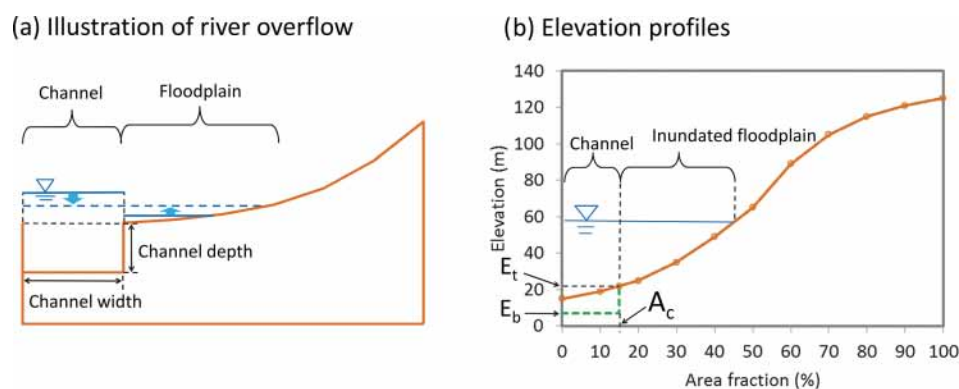 (a) Illustration of river overflow
Channel
Floodplain
Channel depth
Channel width
(b) Elevation profiles
140
120
100
80
60
40
20
0
Elevation (m)
Channel
Inundated floodplain
Et
Eb
Ac
0 10 20 30 40 50 60 70 80 90 100
Area fraction (%)